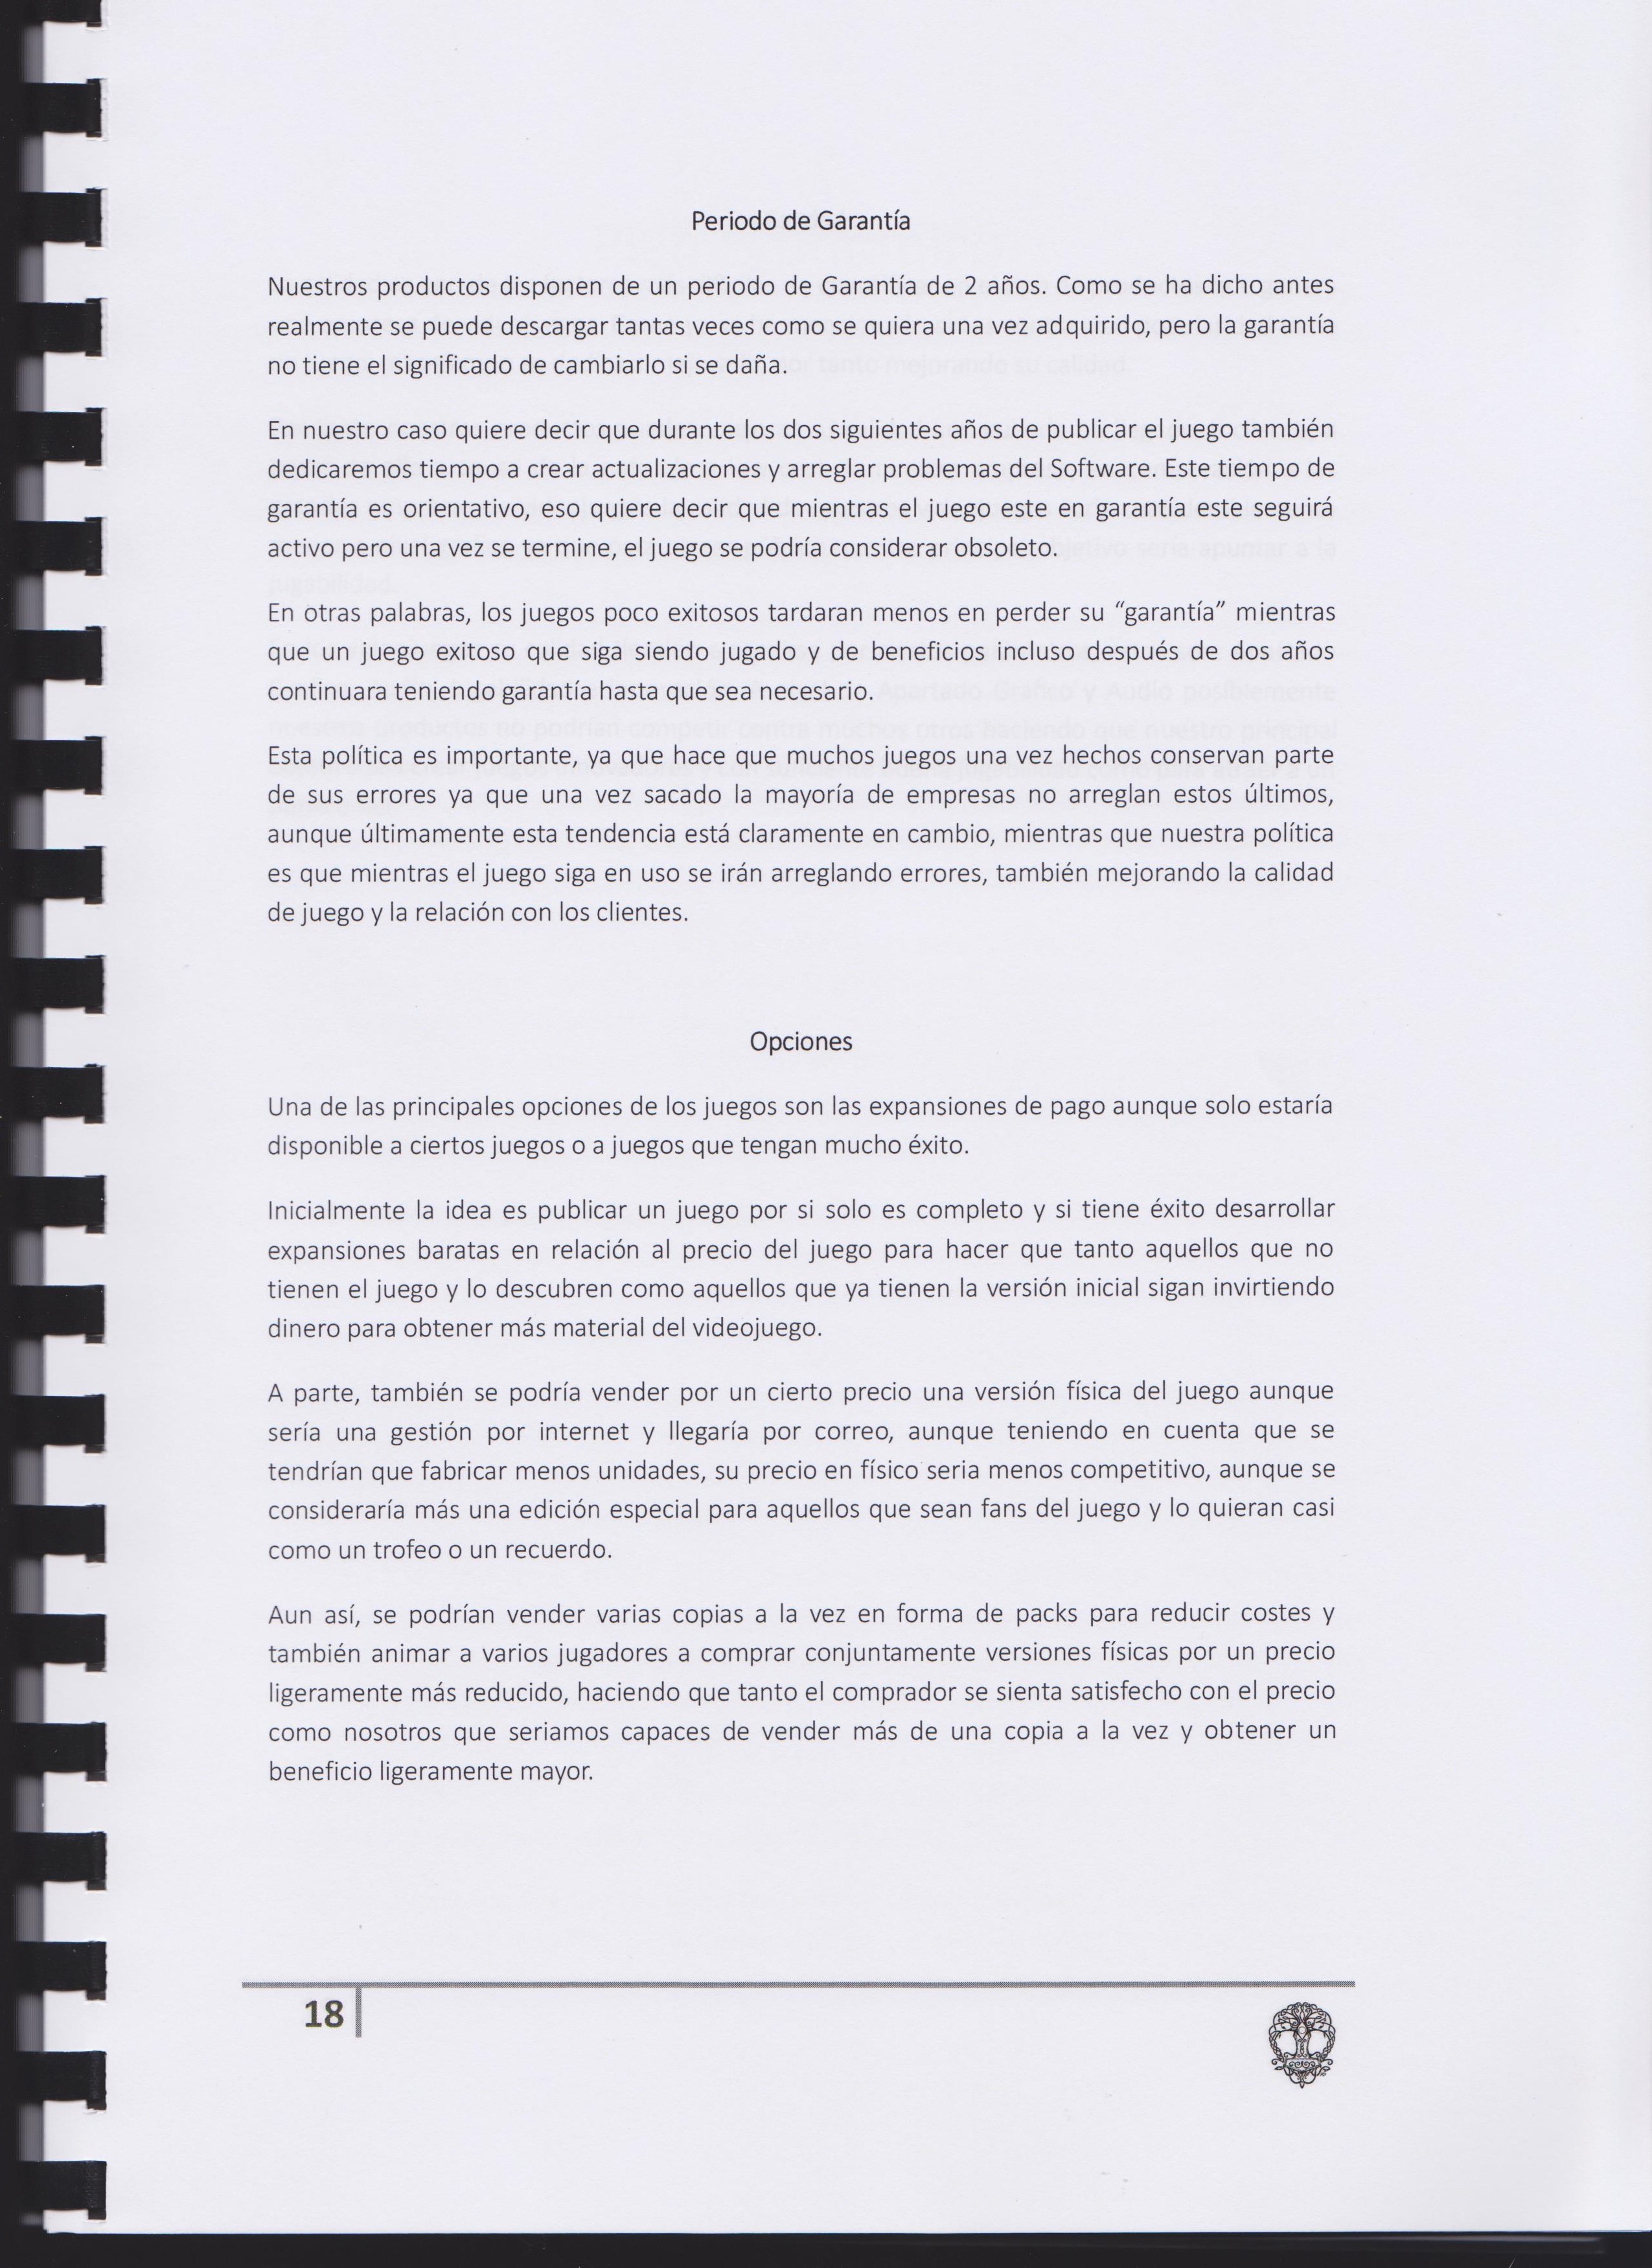 Periodo de Garantía
Nuestros productos disponen de un periodo de Garantía de 2 años. Como se ha dicho antes
realmente se puede descargar tantas veces como se quiera una vez adquirido, pero la garantía
no tiene el significado de cambiarlo si se daña.
En nuestro caso quiere decir que durante los dos siguientes años de publicar el juego también
dedicaremos tiempo a crear actualizaciones y arreglar problemas del Software. Este tiempo de
garantía es orientativo, eso quiere decir que mientras el juego este en garantía este seguirá
activo pero una vez se termine, el juego se podría considerar obsoleto.
En otras palabras, los juegos poco exitosos tardaran menos en perder su “garantía” mientras
que un juego exitoso que siga siendo jugado y de beneficios incluso después de dos años
continuara teniendo garantía hasta que sea necesario.
Esta política es importante, ya que hace que muchos juegos una vez hechos conservan parte
de sus errores ya que una vez sacado la mayoría de empresas no arreglan estos últimos,
aunque últimamente esta tendencia está claramente en cambio, mientras que nuestra política
es que mientras el juego siga en uso se irán arreglando errores, también mejorando la calidad
de juego y la relación con los clientes.
Opciones
Una de las principales opciones de los juegos son las expansiones de pago aunque solo estaría
disponible a ciertos juegos o a juegos que tengan mucho éxito.
Inicialmente la idea es publicar un juego por si solo es completo y si tiene éxito desarrollar
expansiones baratas en relación al precio del juego para hacer que tanto aquellos que no
tienen el juego y lo descubren como aquellos que ya tienen la versión inicial sigan invirtiendo
dinero para obtener más material del videojuego.
A parte, también se podría vender por un cierto precio una versión física del juego aunque
sería una gestión por internet y llegaría por correo, aunque teniendo en cuenta que se
tendrían que fabricar menos unidades, su precio en físico seria menos competitivo, aunque se
consideraría más una edición especial para aquellos que sean fans del juego y lo quieran casi
como un trofeo o un recuerdo.
Aun así, se podrían vender varias copias a la vez en forma de packs para reducir costes y
también animar a varios jugadores a comprar conjuntamente versiones físicas por un precio
ligeramente más reducido, haciendo que tanto el comprador se sienta satisfecho con el precio
como nosotros que seriamos capaces de vender más de una copia a la vez y obtener un
beneficio ligeramente mayor.
18